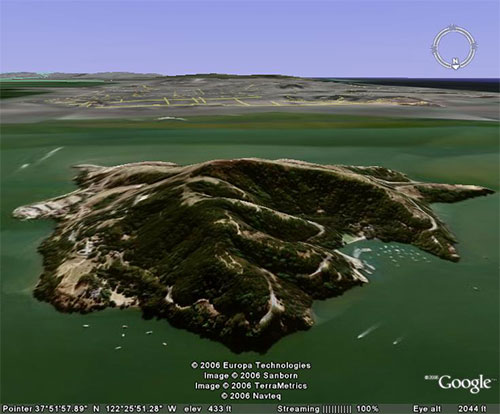 N
© 2006 Europa Technologies
Image © 2006 Sanborn
Image © 2006 TerraMetrics
© 2006 Navteq
© 2005 Google
Pointer 37°51'57.89" N 122°25'51.28" W elev 433 ft Streaming |||||||||| 100% Eye alt 2044 ft